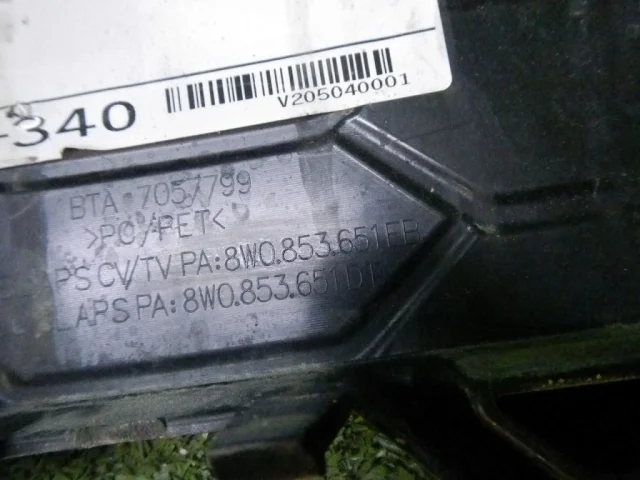 -340
V205040001
BTA 7057799
>PC/PET<
PS CV/TV PA:8W0.853.651FB
LAPS PA:8W0.853.651DT